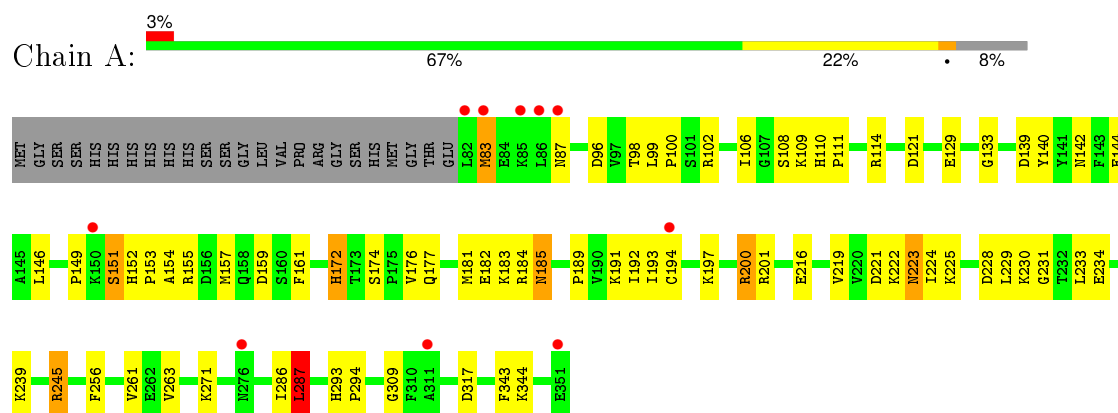 3%
Chain A:
67% 22% • 8%
MET GLY SER SER HIS HIS HIS HIS HIS HIS HIS SER SER GLY LEU VAL PRO ARG GLY SER HIS MET GLY THR GLU L82 M83 E84 K85 L86 N87 D96 V97 T98 L99 P100 S101 R102 I106 G107 S108 K109 H110 P111 R114 D121 E129 G133 D139 Y140 Y141 N142 F143
A145 L146 P149 K150 S151 H152 P153 A154 R155 D156 M157 Q158 D159 S160 F161 H172 T173 S174 P175 V176 Q177 M181 E182 K183 R184 N185 P189 V190 K191 I192 I193 C194 K197 R200 R201 E216 V219 V220 D221 K222 N223 I224 K225 D228 L229 K230 G231 T232 L233 E234
K239 R245 F256 V261 E262 V263 K271 N276 I286 L287 H293 P294 G309 F310 A311 D317 F343 K344 E351